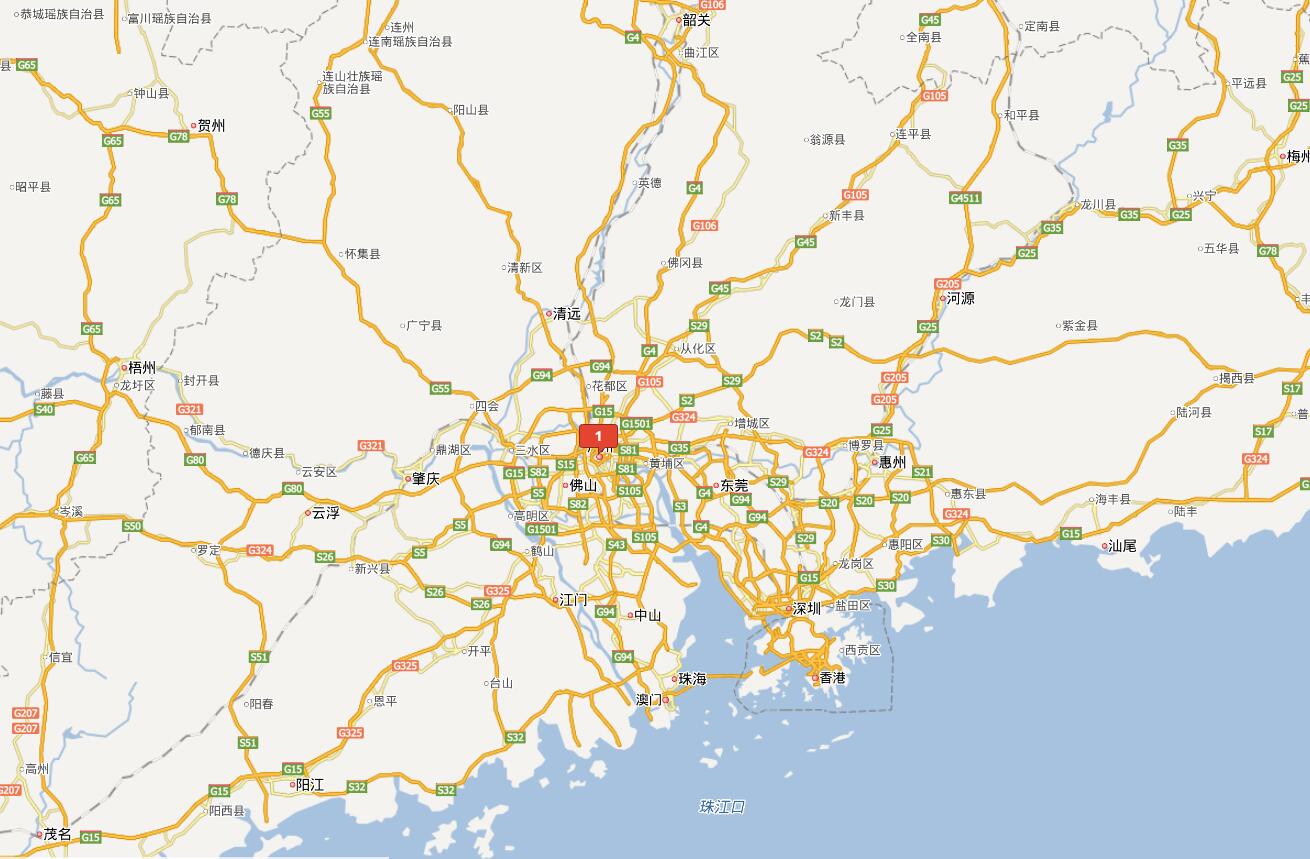 恭城瑶族自治县
富川瑶族自治县
连州
G4
韶关
G106
G45
定南县
全南县
连南瑶族自治县
曲江区
县
G65
连山壮族瑶
族自治县
G25
平远县
钟山县
G55
阳山县
G105
G25
和平县
贺州
G78
G65
翁源县
连平县
G35
梅州
昭平县
G65
G78
英德
G4
G105
G4511
兴宁
龙川县
G35
G25
G106
新丰县
G35
G45
怀集县
佛冈县
G25
五华县
G78
清新区
G45
G205
河源
龙门县
清远
G65
广宁县
S29
G25
紫金县
S2
S2
G4
从化区
梧州
龙圩区
封开县
G94
G94
G105
S29
G205
揭西县
S17
藤县
G55
花都区
G205
S40
G321
四会
G15
S2
G324
陆河县
郁南县
G1501
增城区
G25
S17
1
G65
G80
德庆县
G321
鼎湖区
三水区
S81
G35
G324
博罗县
G324
云安区
肇庆
S15
S81
黄埔区
惠州
G15
S82
S21
G80
佛山
S105
G4
东莞
S29
岑溪
云浮
S5
S82
S3
G94
S20
S20
S20
惠东县
海丰县
S50
高明区
G1501
G4
G94
G324
陆丰
S5
罗定
G324
S26
S5
G94
鹤山
S43
S105
S29
惠阳区
S30
G15
汕尾
新兴县
龙岗区
S26
G325
江门
G15
S30
S26
G94
中山
深圳
盐田区
信宜
S51
G325
开平
G94
西贡区
台山
珠海
香港
阳春
恩平
澳门
G207
G207
G325
S32
S51
高州
G15
阳江
G207
G15
S32
S32
阳西县
珠江口
茂名
G15